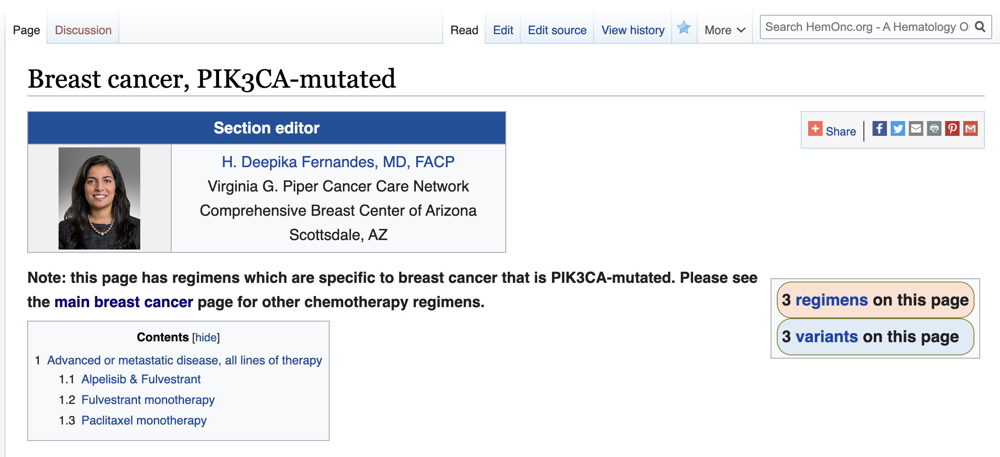 Page
Discussion
Read
Edit
Edit source
View history
More
Search HemOnc.org - A Hematology O
Breast cancer, PIK3CA-mutated
Section editor
H. Deepika Fernandes, MD, FACP
Virginia G. Piper Cancer Care Network
Comprehensive Breast Center of Arizona
Scottsdale, AZ
Share
Note: this page has regimens which are specific to breast cancer that is PIK3CA-mutated. Please see
the main breast cancer page for other chemotherapy regimens.
3 regimens on this page
3 variants on this page
Contents [hide]
1 Advanced or metastatic disease, all lines of therapy
1.1 Alpelisib & Fulvestrant
1.2 Fulvestrant monotherapy
1.3 Paclitaxel monotherapy